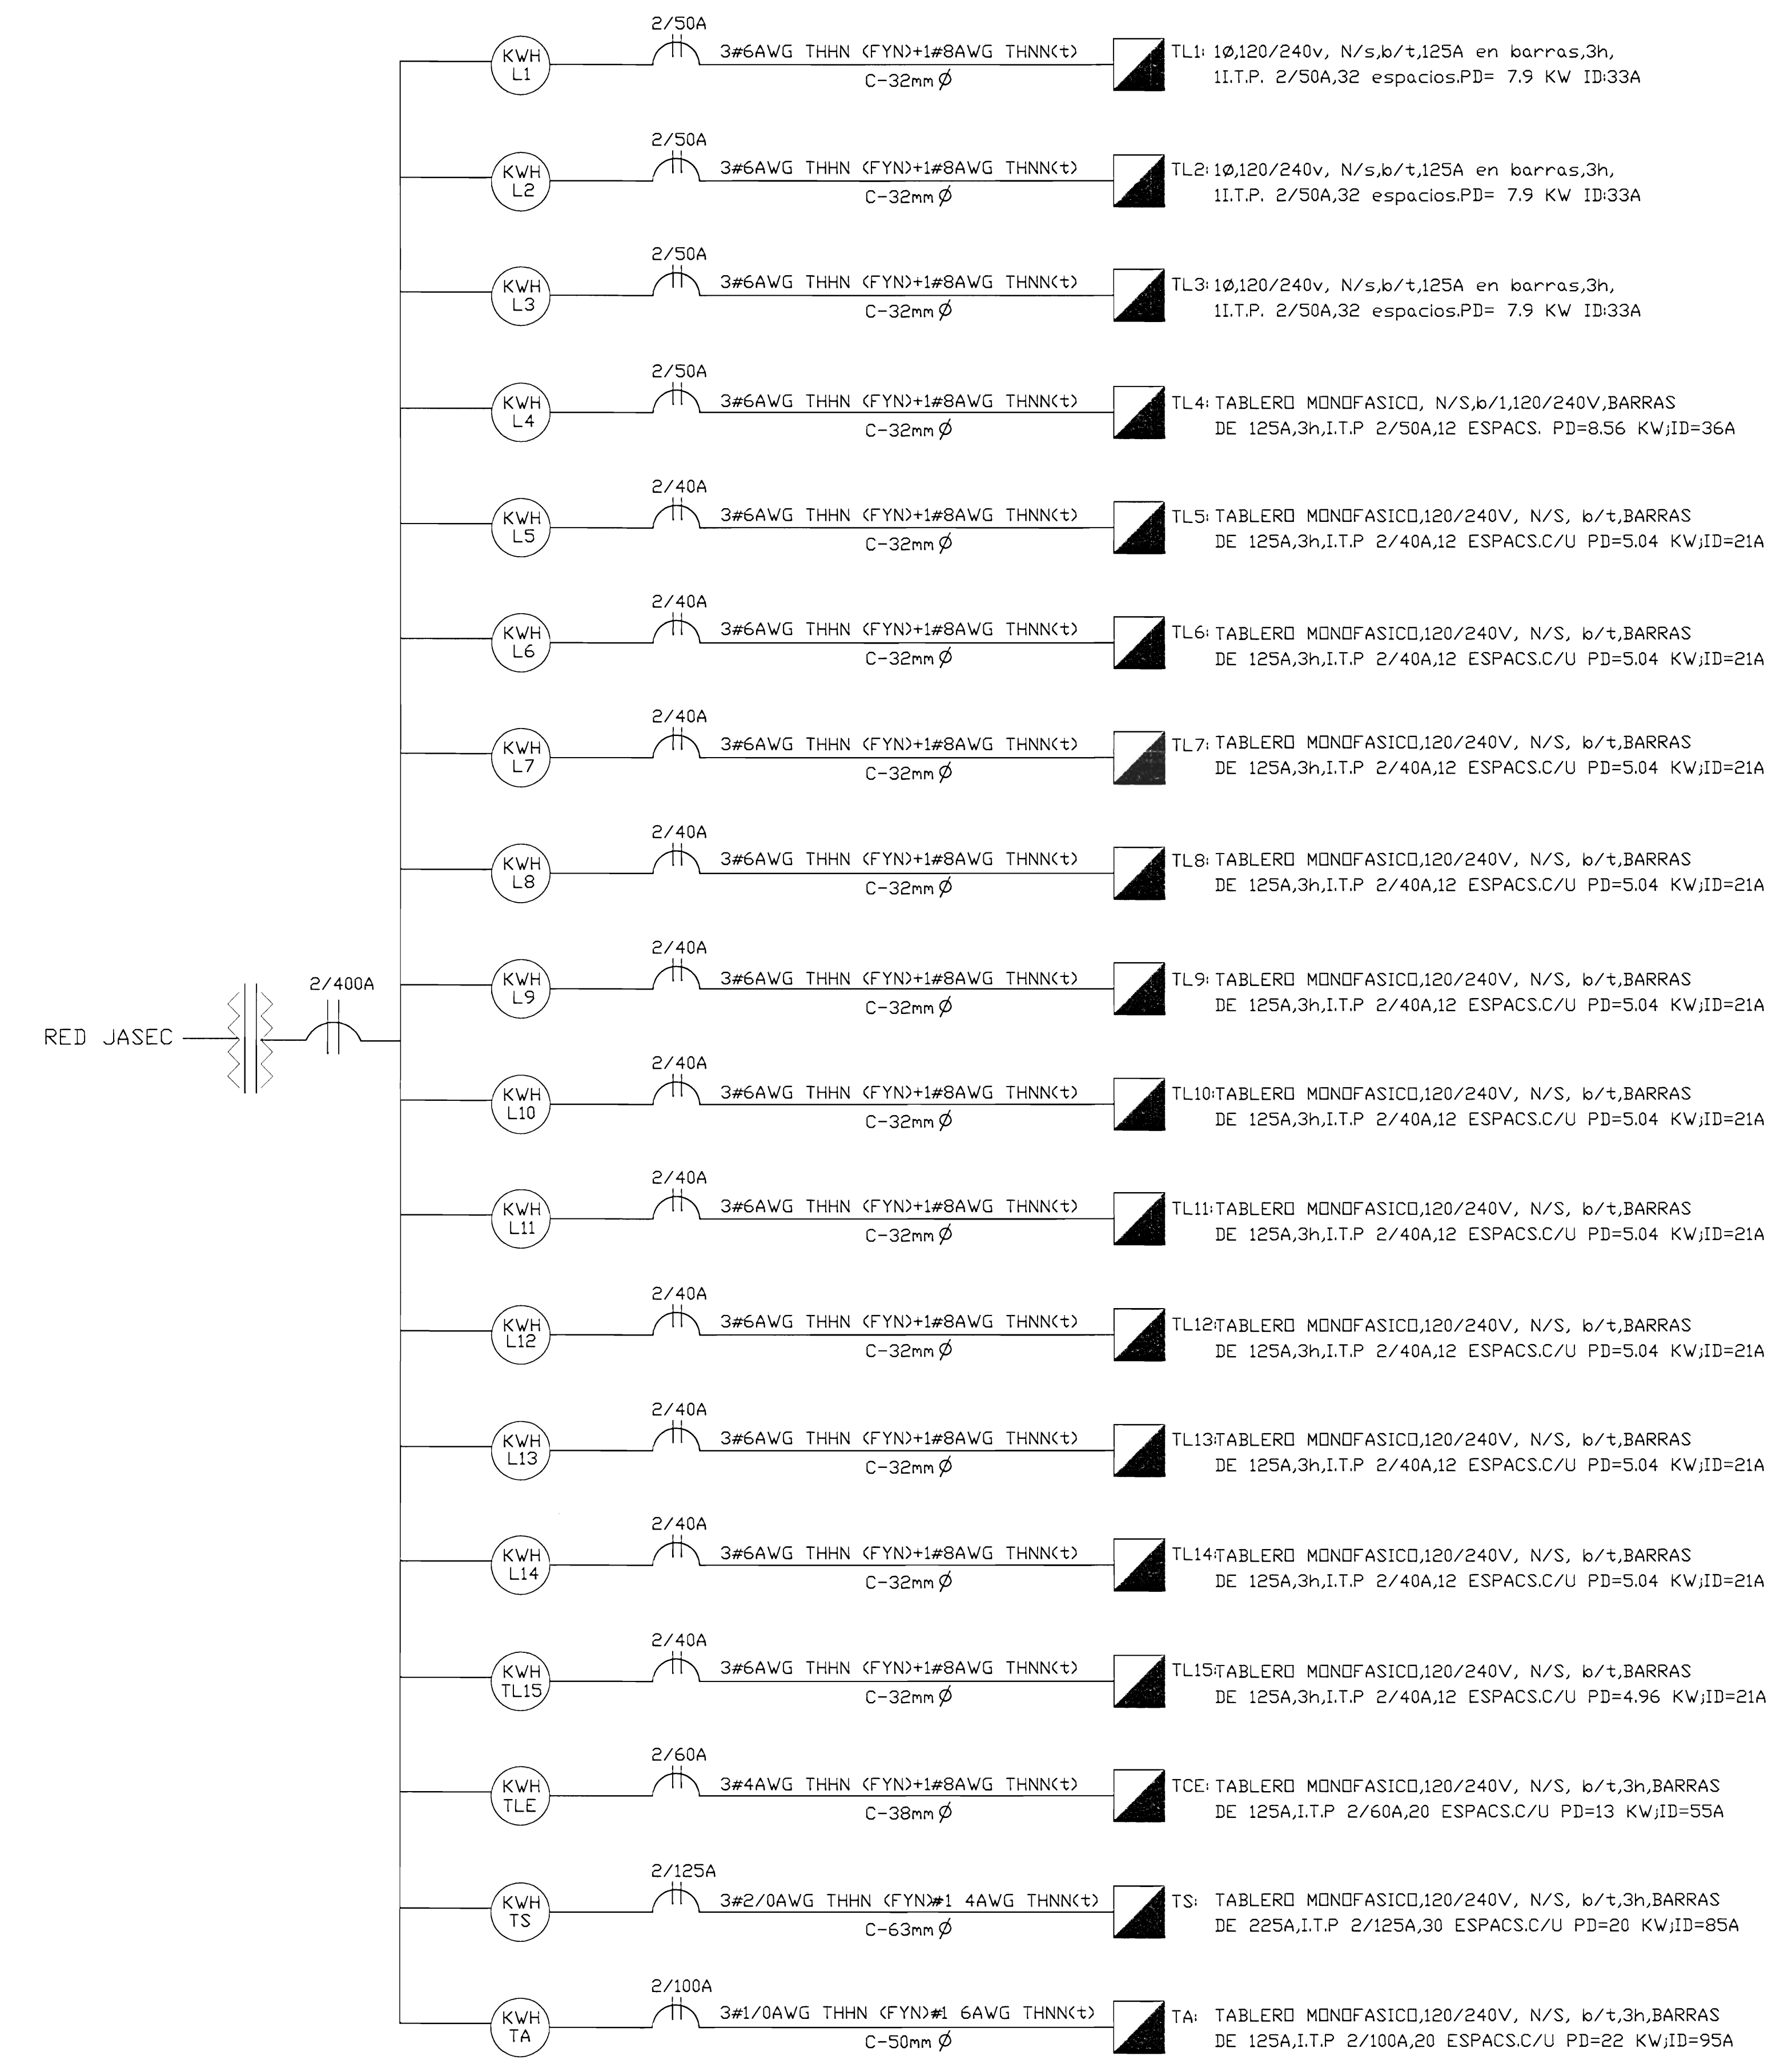 2/50A
KWH
L1
3#6AWG THHN (FYN)+1#8AWG THNN(t)
C-32mm Ø
TL1: 1Ø,120/240v, N/s,b/t,125A en barras,3h,
1I.T.P. 2/50A,32 espacios.PD= 7.9 KW ID:33A
2/50A
KWH
L2
3#6AWG THHN (FYN)+1#8AWG THNN(t)
C-32mm Ø
TL2: 1Ø,120/240v, N/s,b/t,125A en barras,3h,
1I.T.P. 2/50A,32 espacios.PD= 7.9 KW ID:33A
2/50A
KWH
L3
3#6AWG THHN (FYN)+1#8AWG THNN(t)
C-32mm Ø
TL3: 1Ø,120/240v, N/s,b/t,125A en barras,3h,
1I.T.P. 2/50A,32 espacios.PD= 7.9 KW ID:33A
2/50A
KWH
L4
3#6AWG THHN (FYN)+1#8AWG THNN(t)
C-32mm Ø
TL4: TABLERO MONOFASICO, N/S,b/1,120/240V,BARRAS
DE 125A,3h,I.T.P 2/50A,12 ESPACS. PD=8.56 KW;ID=36A
2/40A
KWH
L5
3#6AWG THHN (FYN)+1#8AWG THNN(t)
C-32mm Ø
TL5: TABLERO MONOFASICO,120/240V, N/S, b/t,BARRAS
DE 125A,3h,I.T.P 2/40A,12 ESPACS.C/U PD=5.04 KW;ID=21A
2/40A
KWH
L6
3#6AWG THHN (FYN)+1#8AWG THNN(t)
C-32mm Ø
TL6: TABLERO MONOFASICO,120/240V, N/S, b/t,BARRAS
DE 125A,3h,I.T.P 2/40A,12 ESPACS.C/U PD=5.04 KW;ID=21A
2/40A
KWH
L7
3#6AWG THHN (FYN)+1#8AWG THNN(t)
C-32mm Ø
TL7: TABLERO MONOFASICO,120/240V, N/S, b/t,BARRAS
DE 125A,3h,I.T.P 2/40A,12 ESPACS.C/U PD=5.04 KW;ID=21A
2/40A
KWH
L8
3#6AWG THHN (FYN)+1#8AWG THNN(t)
C-32mm Ø
TL8: TABLERO MONOFASICO,120/240V, N/S, b/t,BARRAS
DE 125A,3h,I.T.P 2/40A,12 ESPACS.C/U PD=5.04 KW;ID=21A
2/40A
KWH
L9
3#6AWG THHN (FYN)+1#8AWG THNN(t)
C-32mm Ø
TL9: TABLERO MONOFASICO,120/240V, N/S, b/t,BARRAS
DE 125A,3h,I.T.P 2/40A,12 ESPACS.C/U PD=5.04 KW;ID=21A
RED JASEC
2/400A
2/40A
KWH
L10
3#6AWG THHN (FYN)+1#8AWG THNN(t)
C-32mm Ø
TL10:TABLERO MONOFASICO,120/240V, N/S, b/t,BARRAS
DE 125A,3h,I.T.P 2/40A,12 ESPACS.C/U PD=5.04 KW;ID=21A
2/40A
KWH
L11
3#6AWG THHN (FYN)+1#8AWG THNN(t)
C-32mm Ø
TL11:TABLERO MONOFASICO,120/240V, N/S, b/t,BARRAS
DE 125A,3h,I.T.P 2/40A,12 ESPACS.C/U PD=5.04 KW;ID=21A
2/40A
KWH
L12
3#6AWG THHN (FYN)+1#8AWG THNN(t)
C-32mm Ø
TL12:TABLERO MONOFASICO,120/240V, N/S, b/t,BARRAS
DE 125A,3h,I.T.P 2/40A,12 ESPACS.C/U PD=5.04 KW;ID=21A
2/40A
KWH
L13
3#6AWG THHN (FYN)+1#8AWG THNN(t)
C-32mm Ø
TL13:TABLERO MONOFASICO,120/240V, N/S, b/t,BARRAS
DE 125A,3h,I.T.P 2/40A,12 ESPACS.C/U PD=5.04 KW;ID=21A
2/40A
KWH
L14
3#6AWG THHN (FYN)+1#8AWG THNN(t)
C-32mm Ø
TL14:TABLERO MONOFASICO,120/240V, N/S, b/t,BARRAS
DE 125A,3h,I.T.P 2/40A,12 ESPACS.C/U PD=5.04 KW;ID=21A
2/40A
KWH
TL15
3#6AWG THHN (FYN)+1#8AWG THNN(t)
C-32mm Ø
TL15:TABLERO MONOFASICO,120/240V, N/S, b/t,BARRAS
DE 125A,3h,I.T.P 2/40A,12 ESPACS.C/U PD=4.96 KW;ID=21A
2/60A
KWH
TLE
3#4AWG THHN (FYN)+1#8AWG THNN(t)
C-38mm Ø
TCE: TABLERO MONOFASICO,120/240V, N/S, b/t,3h,BARRAS
DE 125A,I.T.P 2/60A,20 ESPACS.C/U PD=13 KW;ID=55A
2/125A
KWH
TS
3#2/0AWG THHN (FYN)#1 4AWG THNN(t)
C-63mm Ø
TS: TABLERO MONOFASICO,120/240V, N/S, b/t,3h,BARRAS
DE 225A,I.T.P 2/125A,30 ESPACS.C/U PD=20 KW;ID=85A
2/100A
KWH
TA
3#1/0AWG THHN (FYN)#1 6AWG THNN(t)
C-50mm Ø
TA: TABLERO MONOFASICO,120/240V, N/S, b/t,3h,BARRAS
DE 125A,I.T.P 2/100A,20 ESPACS.C/U PD=22 KW;ID=95A